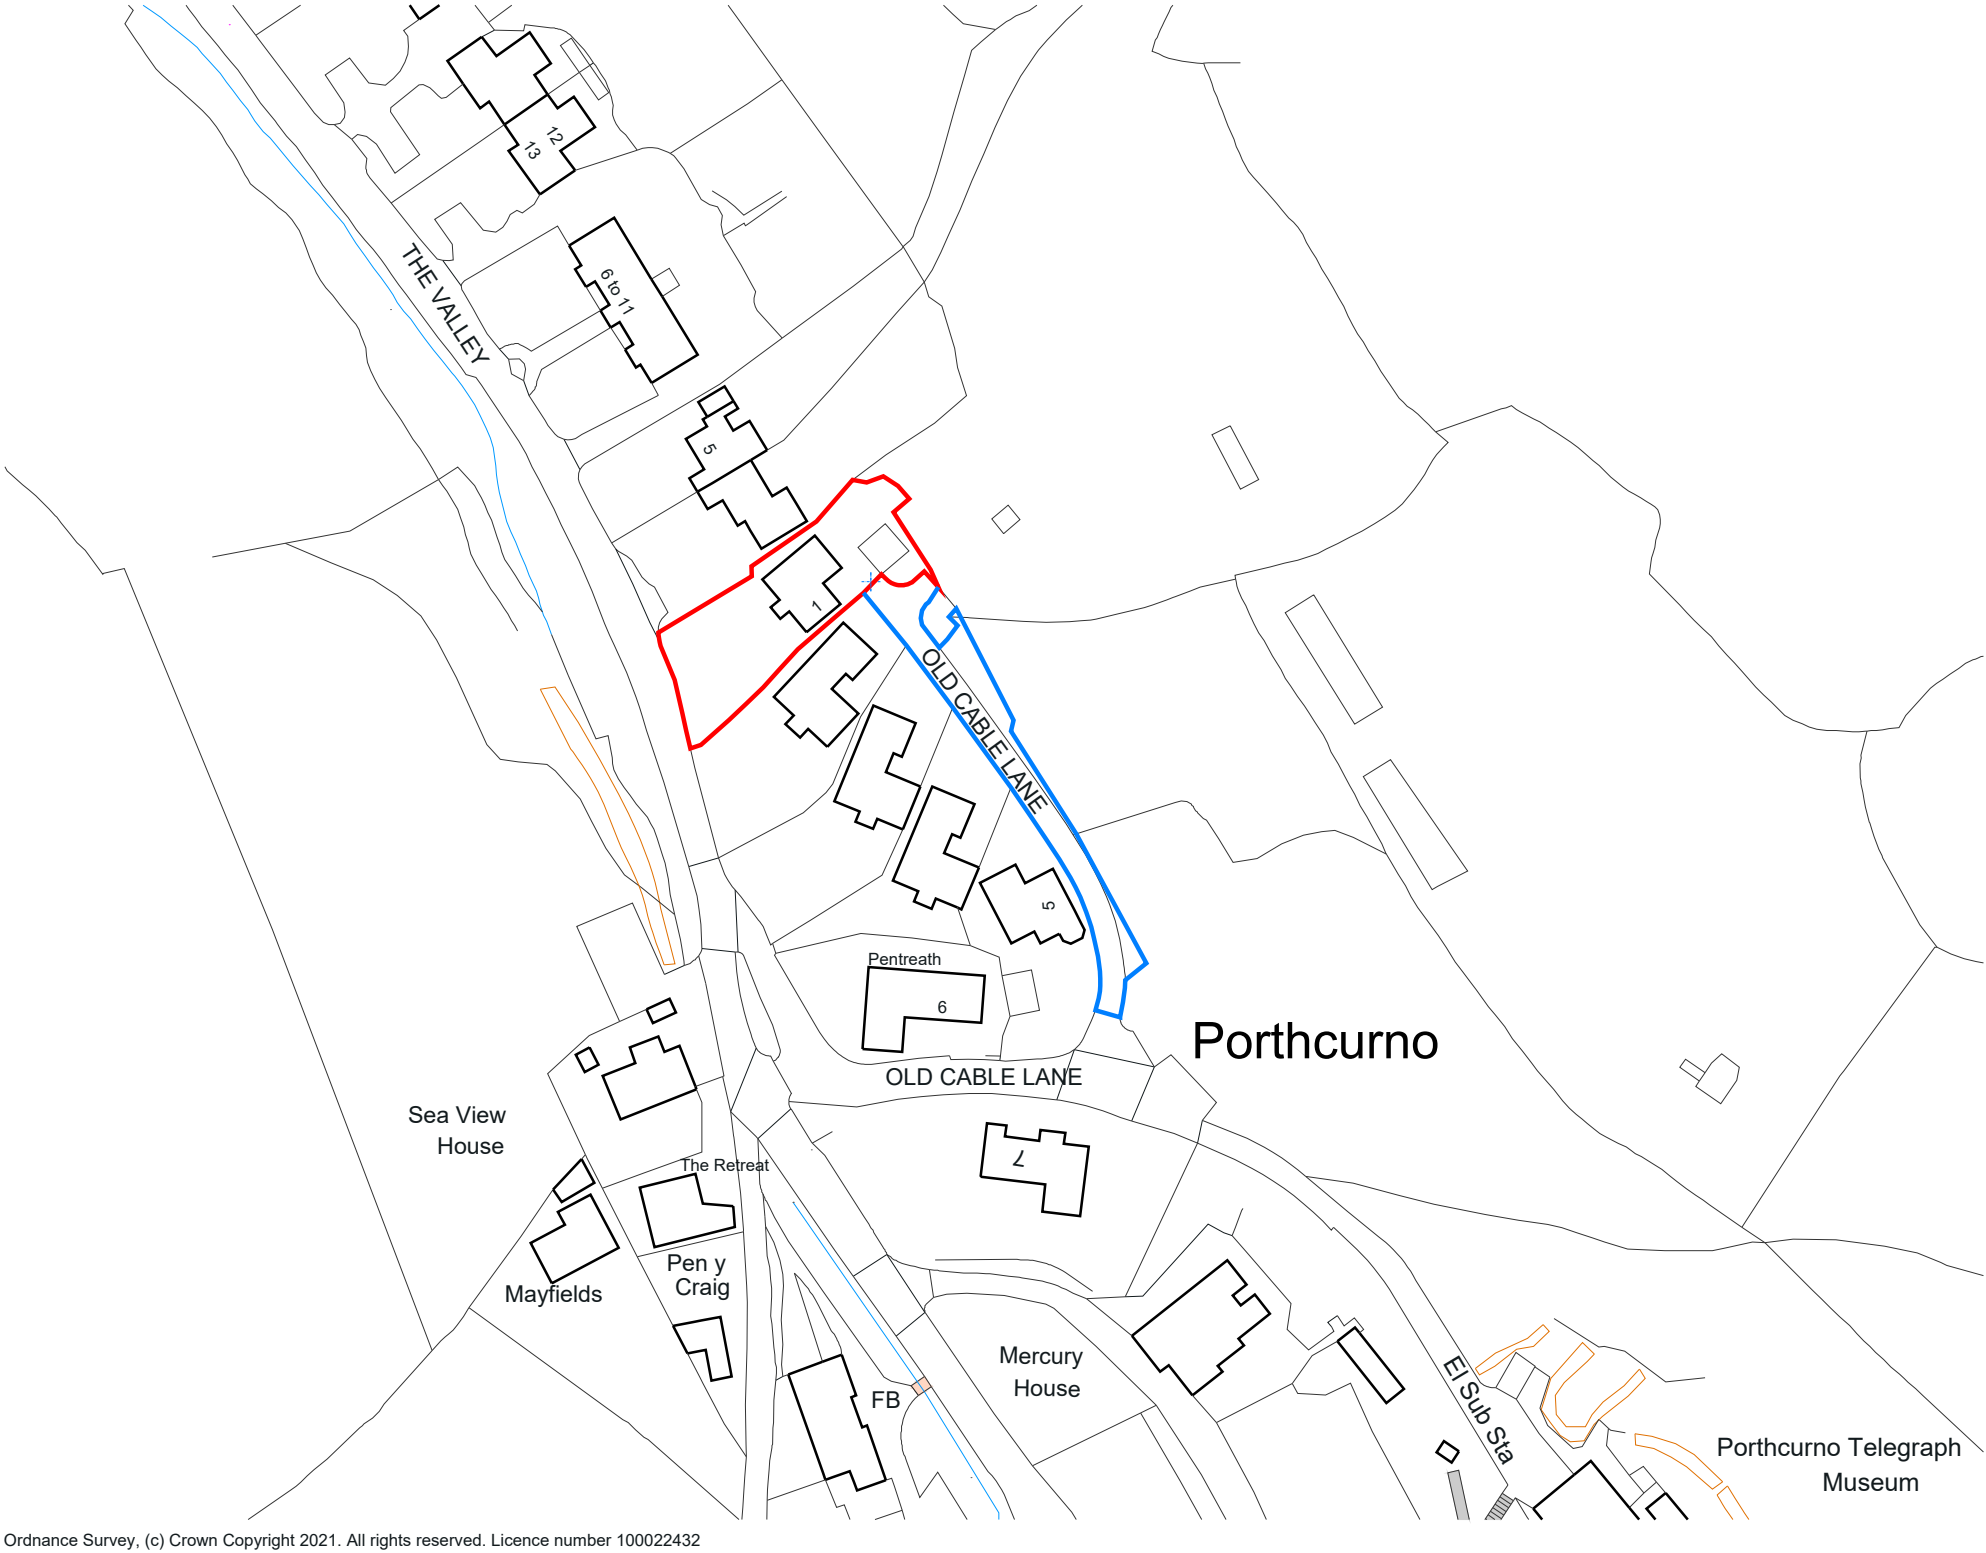 12
13
THE VALLEY
6 to 11
5
1
OLD CABLE LANE
5
Pentreath
6
Porthcurno
OLD CABLE LANE
Sea View
House
The Retreat
7
Pen y
Craig
Mayfields
Mercury
House
FB
El Sub Sta
Porthcurno Telegraph
Museum
Ordnance Survey, (c) Crown Copyright 2021. All rights reserved. Licence number 100022432